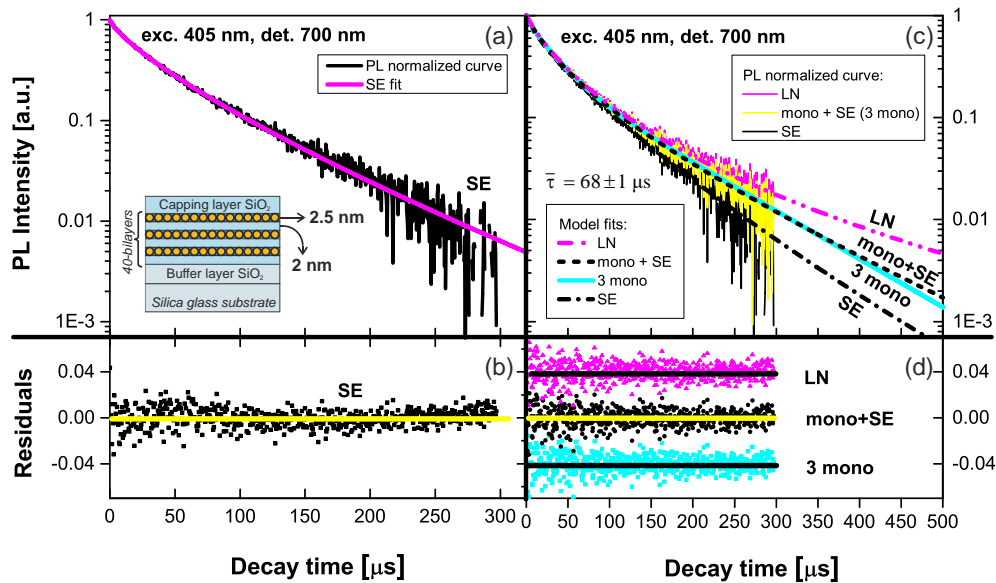 1
0.1
0.01
1E-3
PL Intensity [a.u.]
exc. 405 nm, det. 700 nm
(a)
PL normalized curve
SE fit
SE
Capping layer SiO2
2.5 nm
2 nm
40-bilayers
Buffer layer SiO2
Silica glass substrate
exc. 405 nm, det. 700 nm
(c)
PL normalized curve:
LN
mono + SE (3 mono)
SE
τ̅ = 68±1 μs
Model fits:
LN
mono + SE
3 mono
SE
LN
mono+SE
3 mono
SE
1
0.1
0.01
1E-3
Residuals
0.04
0.00
-0.04
(b)
SE
0 50 100 150 200 250 300
Decay time [μs]
(d)
LN
mono+SE
3 mono
0.04
0.00
-0.04
0 50 100 150 200 250 300 350 400 450 500
Decay time [μs]